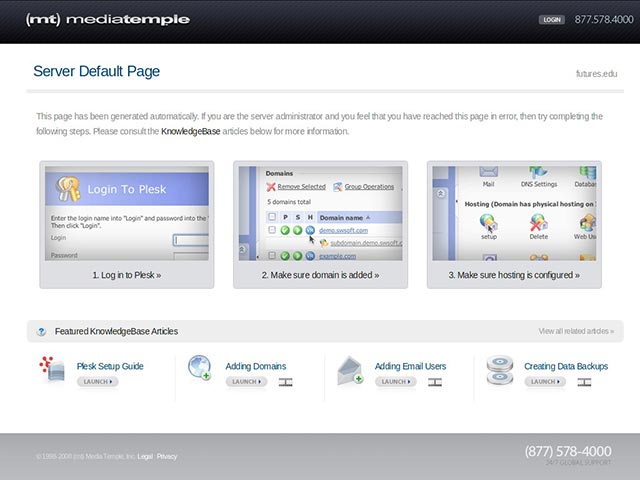 (mt) mediatemple
LOGIN 877.578.4000
Server Default Page
futures.edu
This page has been generated automatically. If you are the server administrator and you feel that you have reached this page in error, then try completing the
following steps. Please consult the KnowledgeBase articles below for more information.
Login To Plesk
Enter the login name into "Login" and password into the
Then click "Login".
Login
Password
1. Log in to Plesk »
Domains
Remove Selected Group Operations
5 domains total
P S H Domain name
demo.swsoft.com
subdomain.demo.swsoft.c
example.com
2. Make sure domain is added »
Mail DNS Settings Databas
Hosting (Domain has physical hosting on
setup Delete Web Us
3. Make sure hosting is configured »
Featured KnowledgeBase Articles
View all related articles »
Plesk Setup Guide
LAUNCH
Adding Domains
LAUNCH
Adding Email Users
LAUNCH
Creating Data Backups
LAUNCH
© 1998-2008 (mt) Media Temple, Inc. Legal | Privacy
(877) 578-4000
24/7 GLOBAL SUPPORT